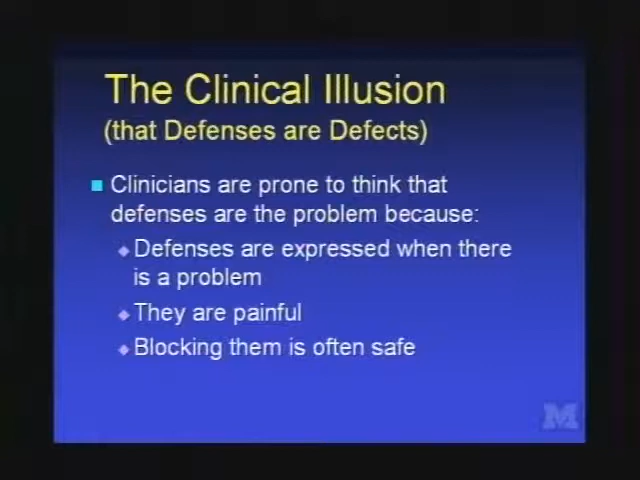 The Clinical Illusion
(that Defenses are Defects)
Clinicians are prone to think that
defenses are the problem because:
Defenses are expressed when there
is a problem
They are painful
Blocking them is often safe
M